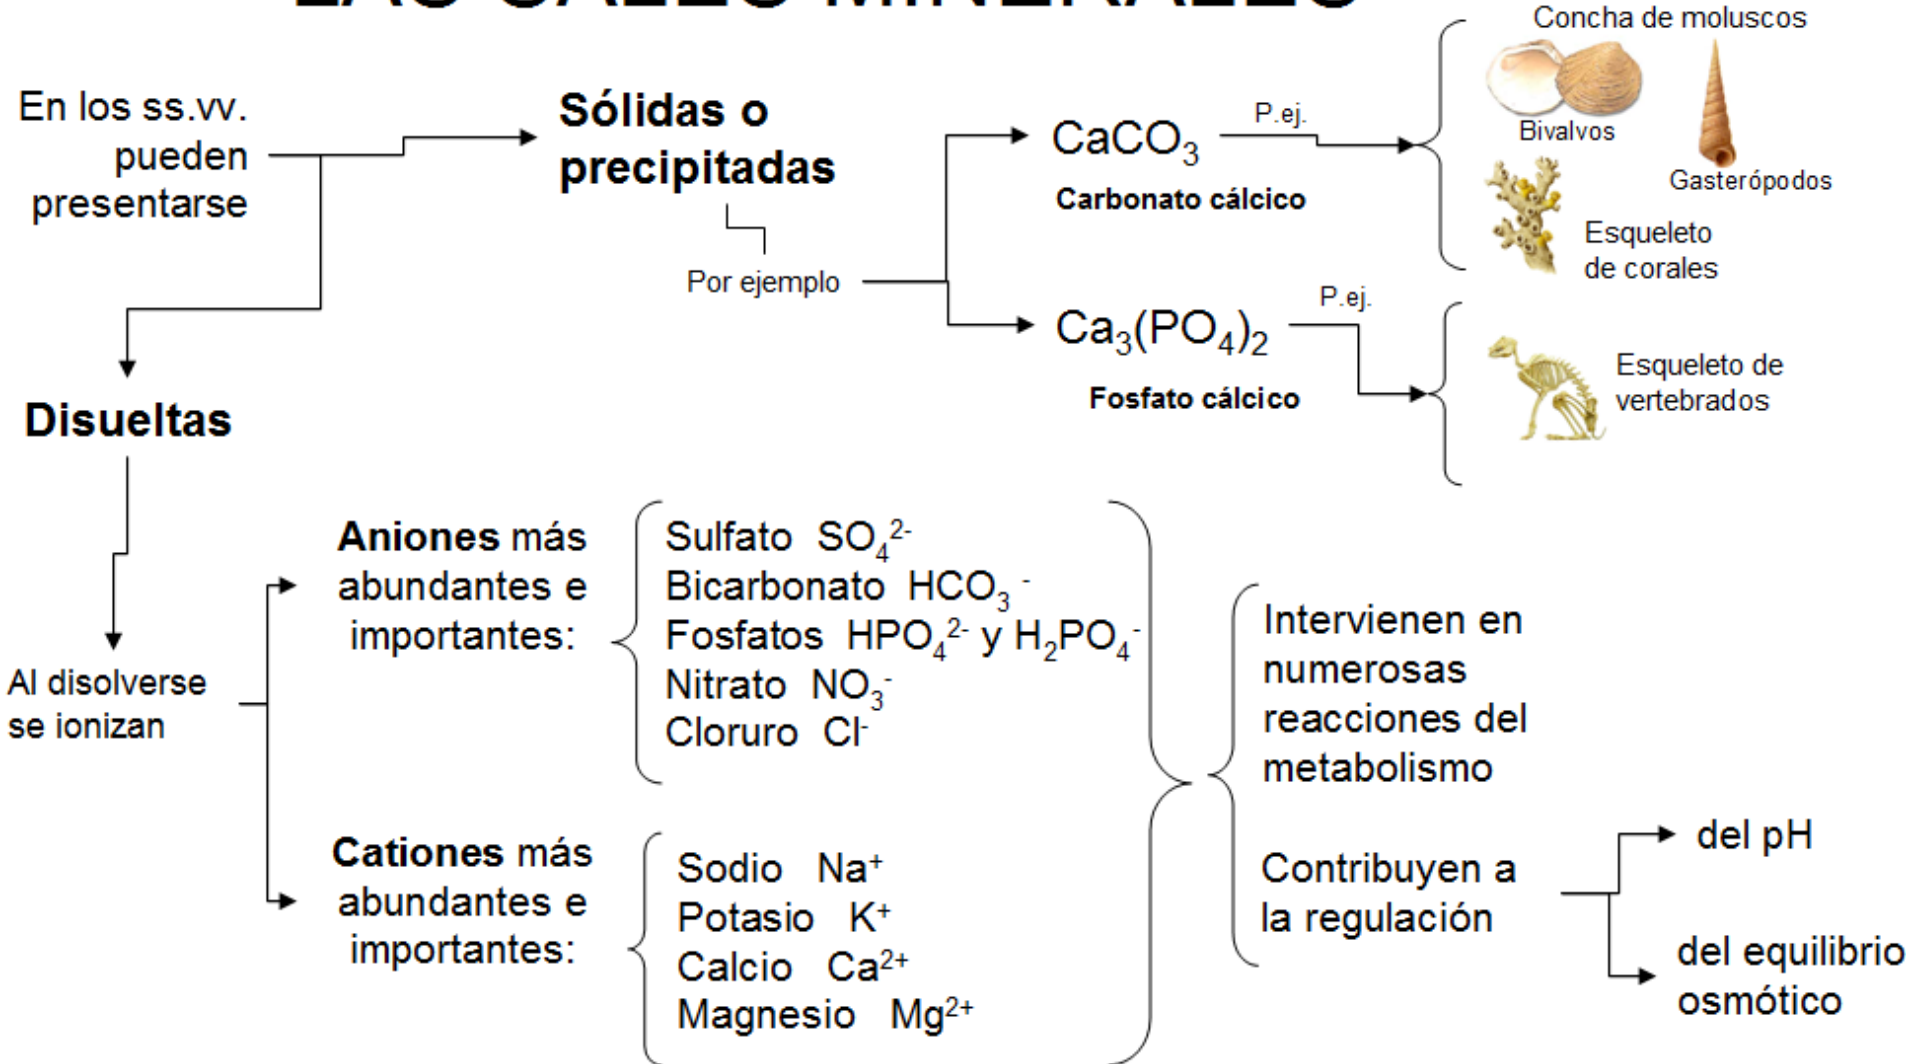 LAS SALES MINERALES
En los ss.vv.
pueden
presentarse
Sólidas o
precipitadas
Por ejemplo
CaCO₃
Carbonato cálcico
P.ej.
Concha de moluscos
Bivalvos
Gasterópodos
Esqueleto
de corales
Ca₃(PO₄)₂
Fosfato cálcico
P.ej.
Esqueleto de
vertebrados
Disueltas
Al disolverse
se ionizan
Aniones más
abundantes e
importantes:
Sulfato SO₄²⁻
Bicarbonato HCO₃⁻
Fosfatos HPO₄²⁻ y H₂PO₄⁻
Nitrato NO₃⁻
Cloruro Cl⁻
Cationes más
abundantes e
importantes:
Sodio Na⁺
Potasio K⁺
Calcio Ca²⁺
Magnesio Mg²⁺
Intervienen en
numerosas
reacciones del
metabolismo
Contribuyen a
la regulación
del pH
del equilibrio
osmótico